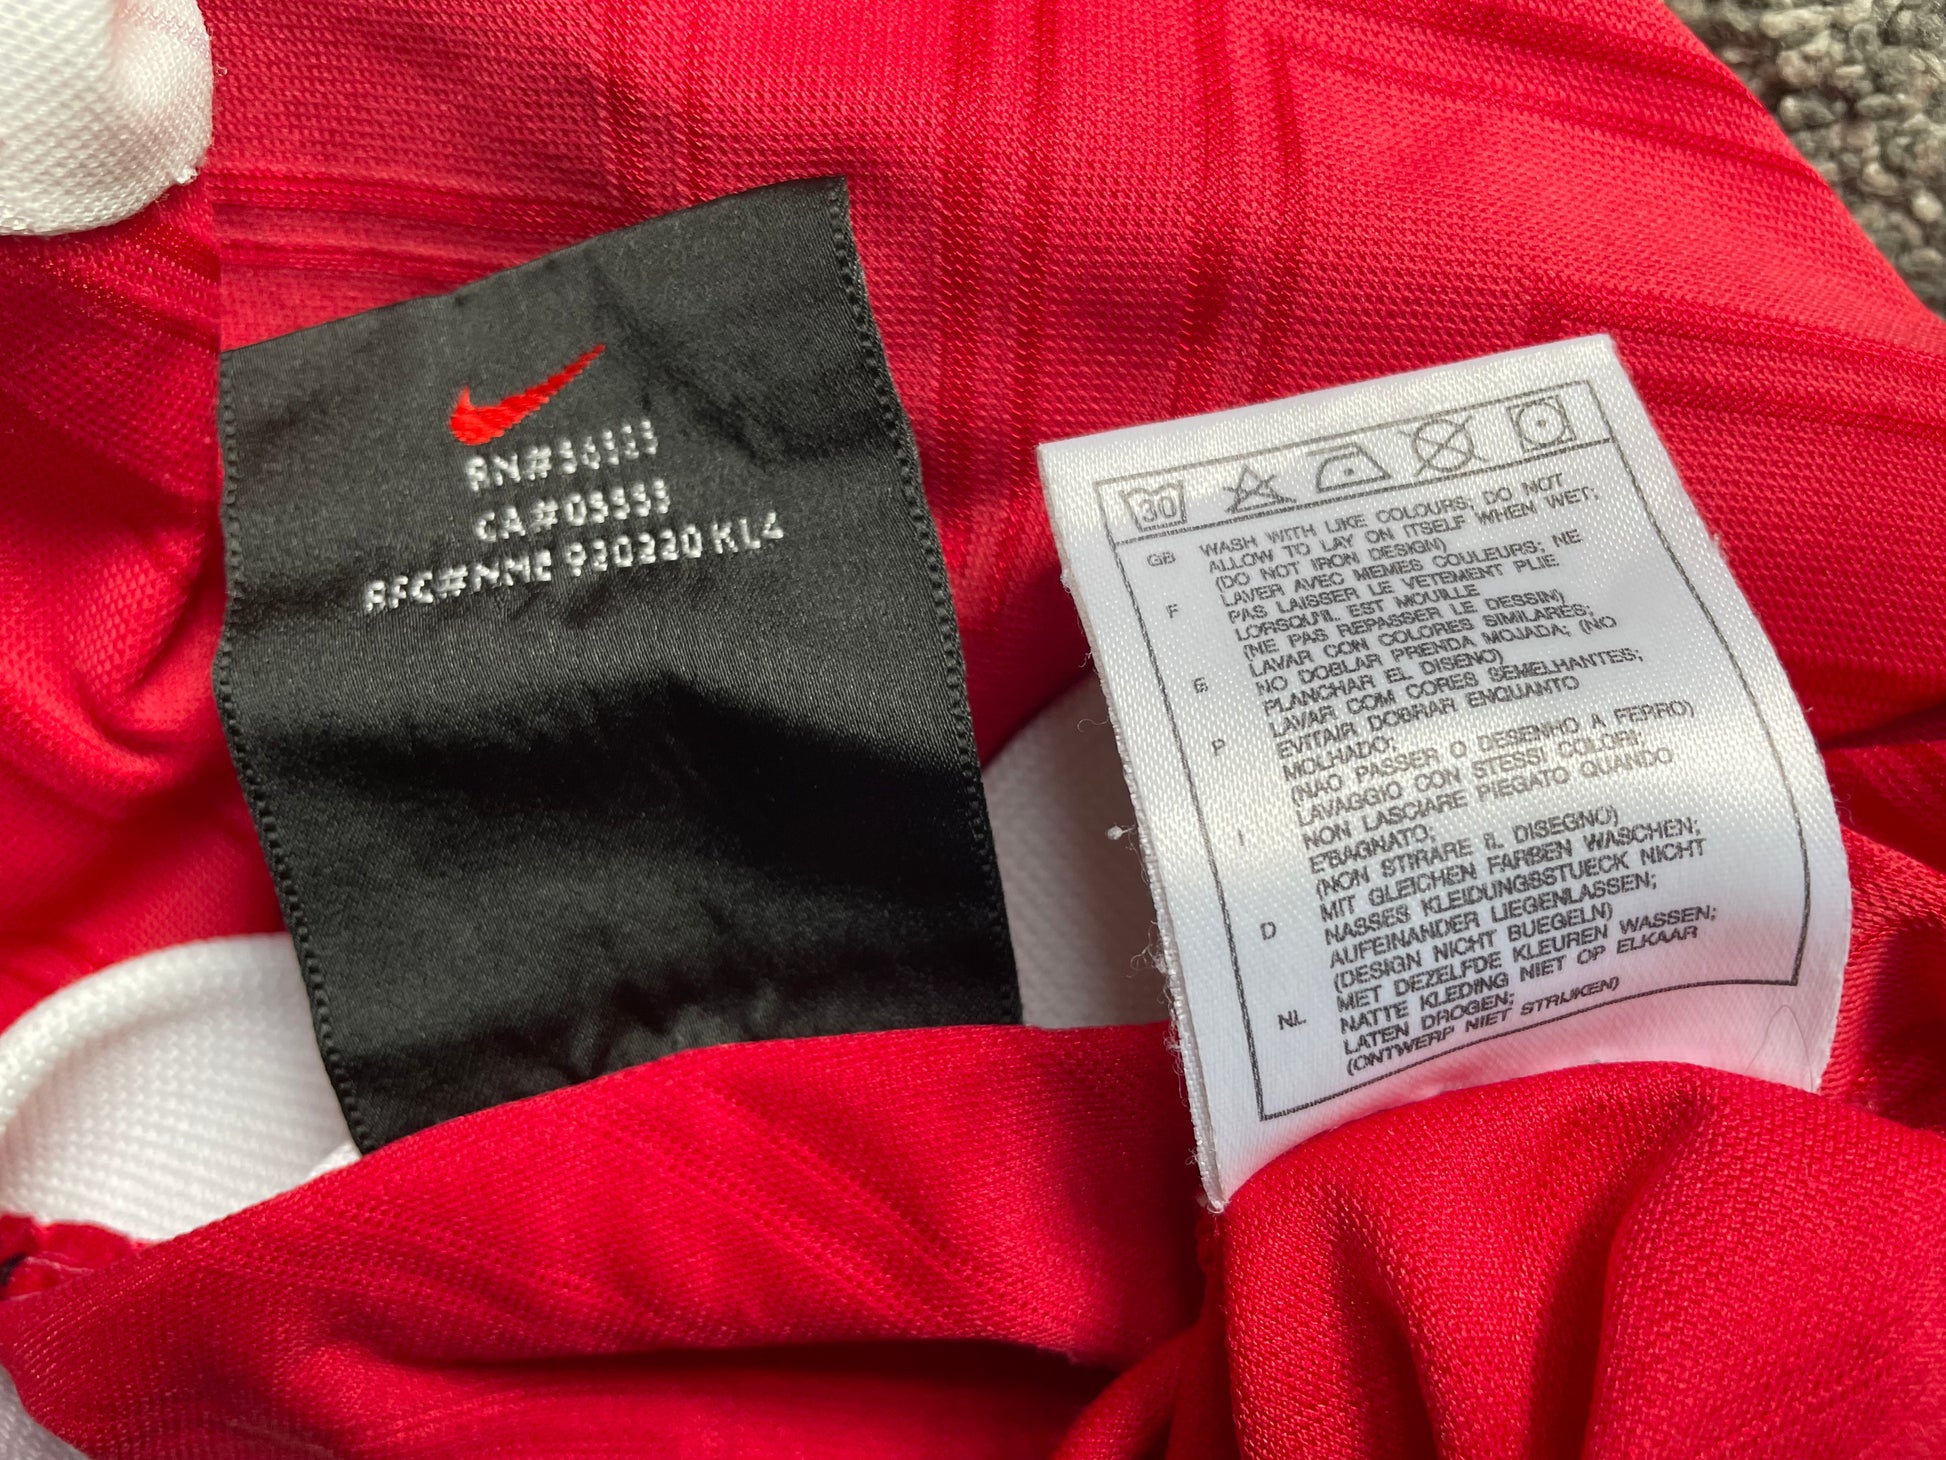 RN#56323
CA#05553
RFC#NME 930220 KL4
30
GB WASH WITH LIKE COLOURS, DO NOT
ALLOW TO LAY ON ITSELF WHEN WET;
(DO NOT IRON DESIGN)
F LAVER AVEC MEMES COULEURS; NE
PAS LAISSER LE VETEMENT PLIE
LORSQU'IL EST MOUILLE
(NE PAS REPASSER LE DESSIN)
E LAVAR CON COLORES SIMILARES;
NO DOBLAR PRENDA MOJADA; (NO
PLANCHAR EL DISENO)
P LAVAR COM CORES SEMELHANTES;
EVITAIR DOBRAR ENQUANTO
MOLHADO;
(NAO PASSER O DESENHO A FERRO)
I LAVAGGIO CON STESSI COLORI;
NON LASCIARE PIEGATO QUANDO
E'BAGNATO;
(NON STIRARE IL DISEGNO)
D MIT GLEICHEN FARBEN WASCHEN;
NASSES KLEIDUNGSSTUECK NICHT
AUFEINANDER LIEGENLASSEN;
(DESIGN NICHT BUEGELN)
NL MET DEZELFDE KLEUREN WASSEN;
NATTE KLEDING NIET OP ELKAAR
LATEN DROGEN;
(ONTWERP NIET STRIJKEN)